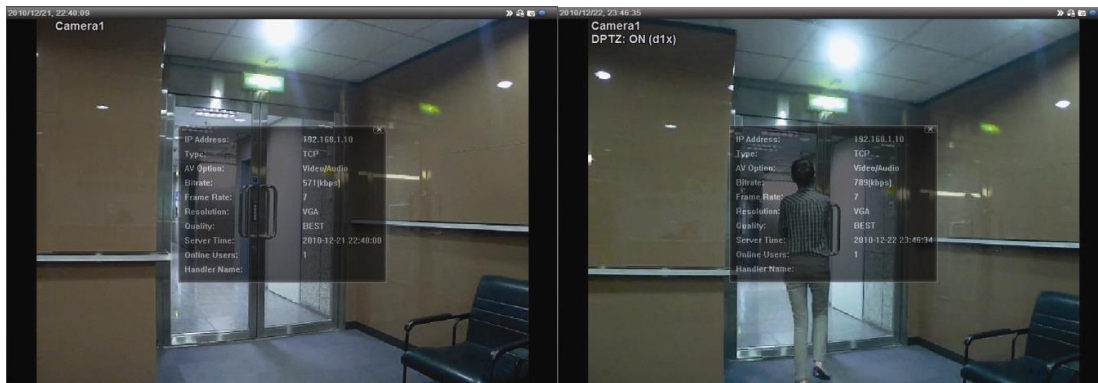 2010/12/21, 22:40:09
Camera1
IP Address: 192.168.1.10
Type: TCP
AV Option: Video/Audio
Bitrate: 571[kbps]
Frame Rate: 7
Resolution: VGA
Quality: BEST
Server Time: 2010-12-21 22:40:08
Online Users: 1
Handler Name:
2010/12/22, 23:46:35
Camera1
DPTZ: ON (d1x)
IP Address: 192.168.1.10
Type: TCP
AV Option: Video/Audio
Bitrate: 789[kbps]
Frame Rate: 7
Resolution: VGA
Quality: BEST
Server Time: 2010-12-22 23:46:34
Online Users: 1
Handler Name: